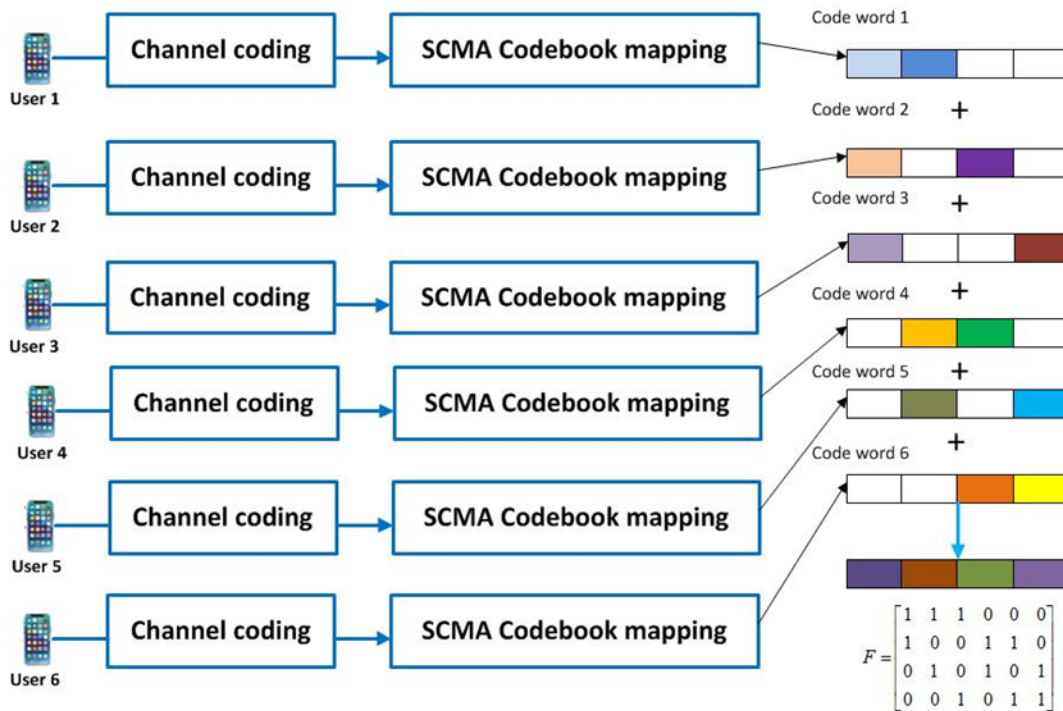 Code word 1
Channel coding
SCMA Codebook mapping
User 1
Code word 2
+
Channel coding
SCMA Codebook mapping
User 2
Code word 3
+
Channel coding
SCMA Codebook mapping
User 3
Code word 4
+
Channel coding
SCMA Codebook mapping
User 4
Code word 5
+
Channel coding
SCMA Codebook mapping
User 5
Code word 6
+
Channel coding
SCMA Codebook mapping
User 6
F =
1 1 1 0 0 0
1 0 0 1 1 0
0 1 0 1 0 1
0 0 1 0 1 1